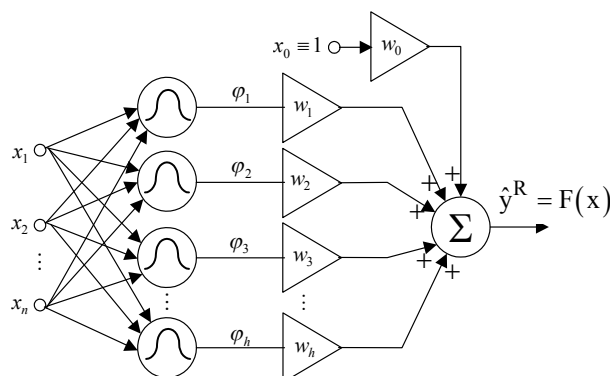 x₀ ≡ 1
w₀
φ₁
w₁
x₁
φ₂
w₂
x₂
φ₃
w₃
⋮
xₙ
⋮
⋮
φₕ
wₕ
+
+
+
+
+
Σ
ŷᴿ = F(x)